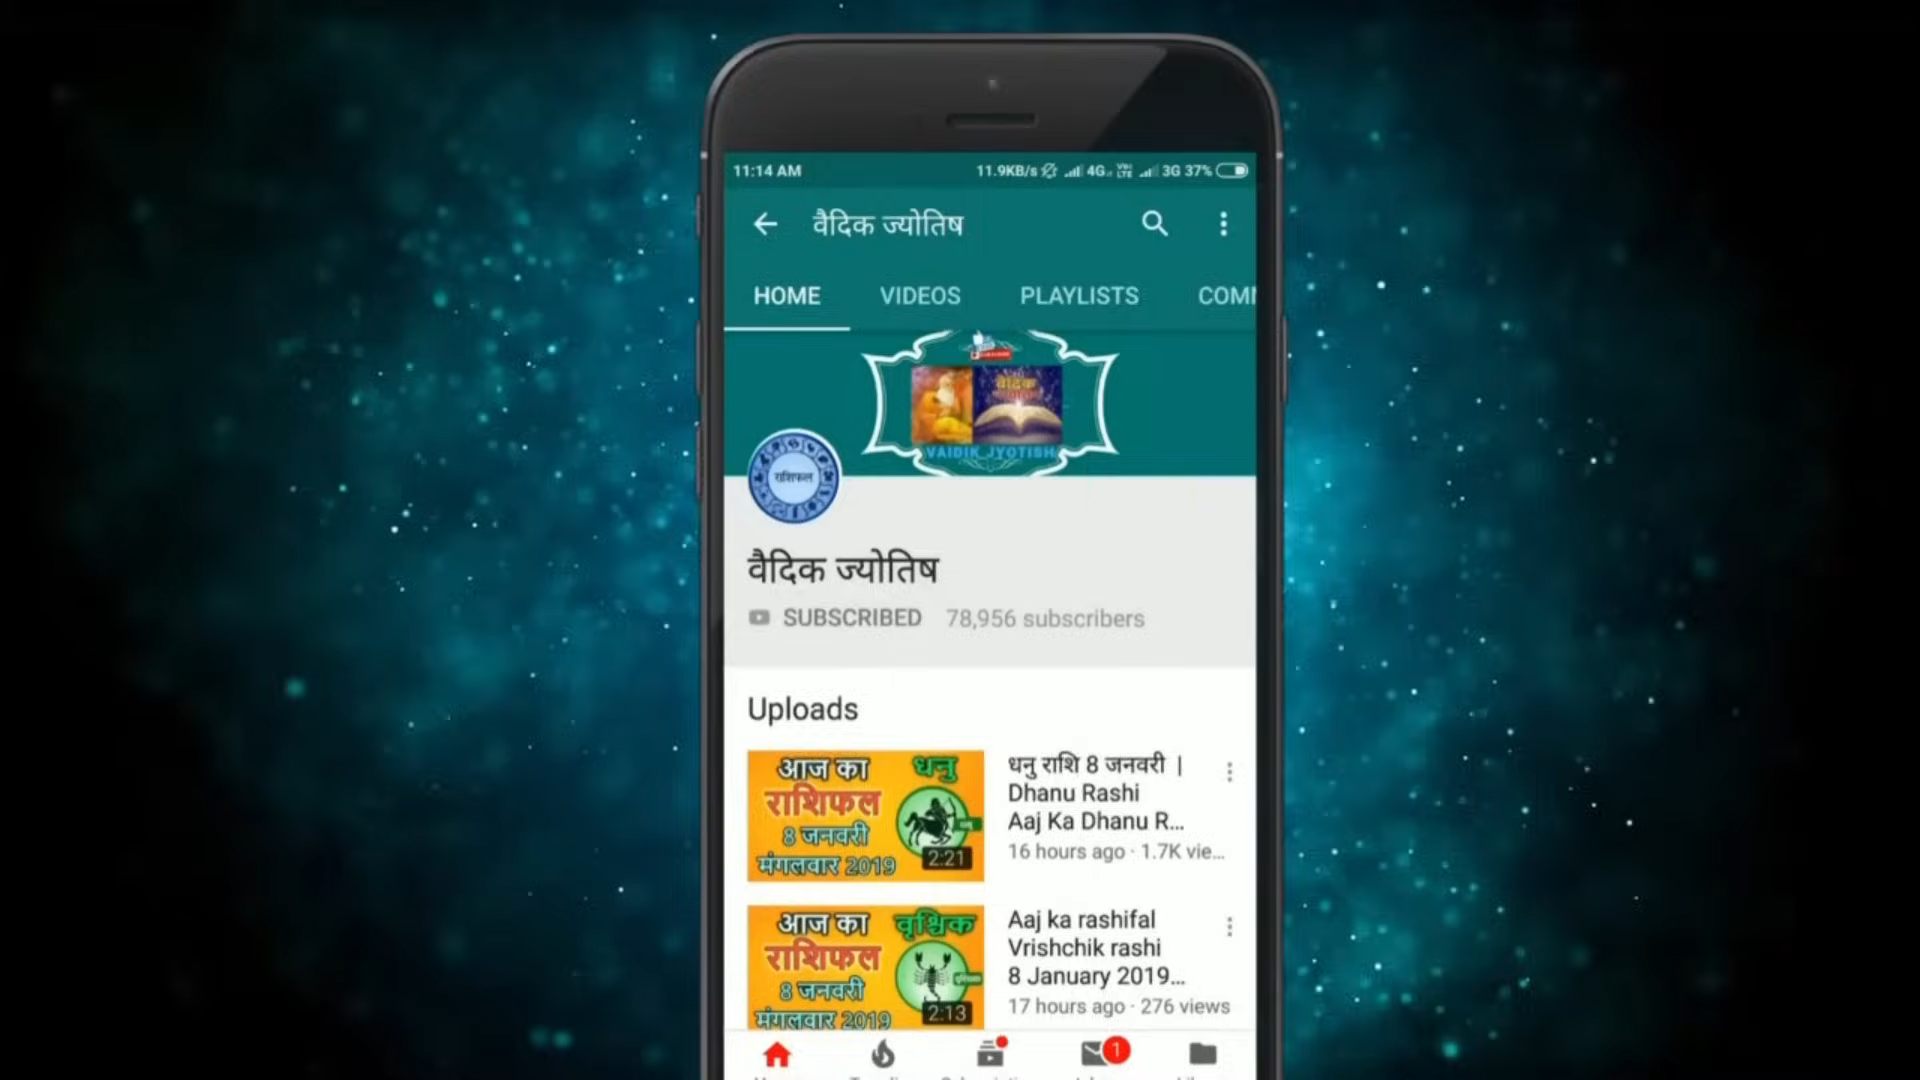 11:14 AM 11.9KB/s 4G VoLTE 3G 37%
वैदिक ज्योतिष
HOME VIDEOS PLAYLISTS COMM
वैदिक
VAIDIK JYOTISH
राशिफल
वैदिक ज्योतिष
SUBSCRIBED 78,956 subscribers
Uploads
आज का धनु
राशिफल
8 जनवरी
मंगलवार 2019
2:21
धनु राशि 8 जनवरी |
Dhanu Rashi
Aaj Ka Dhanu R...
16 hours ago · 1.7K vie...
आज का वृश्चिक
राशिफल
8 जनवरी
मंगलवार 2019
2:13
Aaj ka rashifal
Vrishchik rashi
8 January 2019...
17 hours ago · 276 views
1